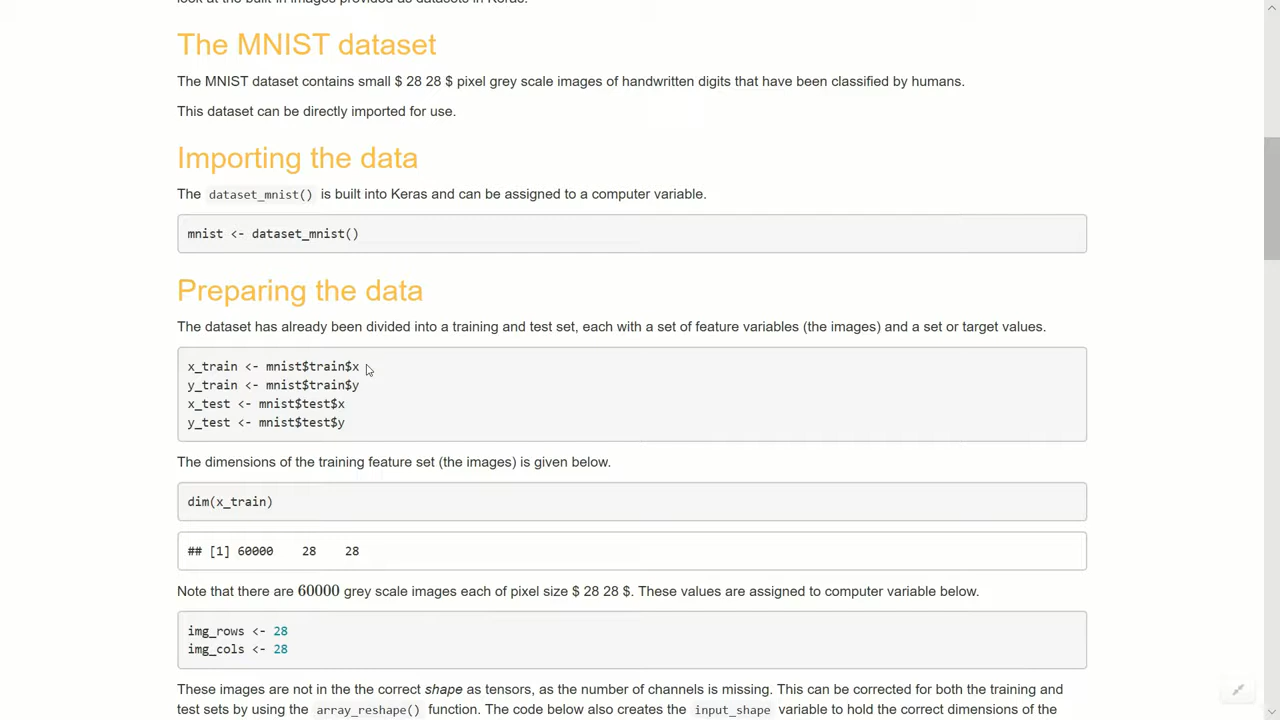 look at the built-in images provided as datasets in Keras.
The MNIST dataset
The MNIST dataset contains small $ 28 28 $ pixel grey scale images of handwritten digits that have been classified by humans.
This dataset can be directly imported for use.
Importing the data
The dataset_mnist() is built into Keras and can be assigned to a computer variable.
mnist <- dataset_mnist()
Preparing the data
The dataset has already been divided into a training and test set, each with a set of feature variables (the images) and a set or target values.
x_train <- mnist$train$x
y_train <- mnist$train$y
x_test <- mnist$test$x
y_test <- mnist$test$y
The dimensions of the training feature set (the images) is given below.
dim(x_train)
## [1] 60000    28    28
Note that there are 60000 grey scale images each of pixel size $ 28 28 $. These values are assigned to computer variable below.
img_rows <- 28
img_cols <- 28
These images are not in the the correct shape as tensors, as the number of channels is missing. This can be corrected for both the training and
test sets by using the array_reshape() function. The code below also creates the input_shape variable to hold the correct dimensions of the